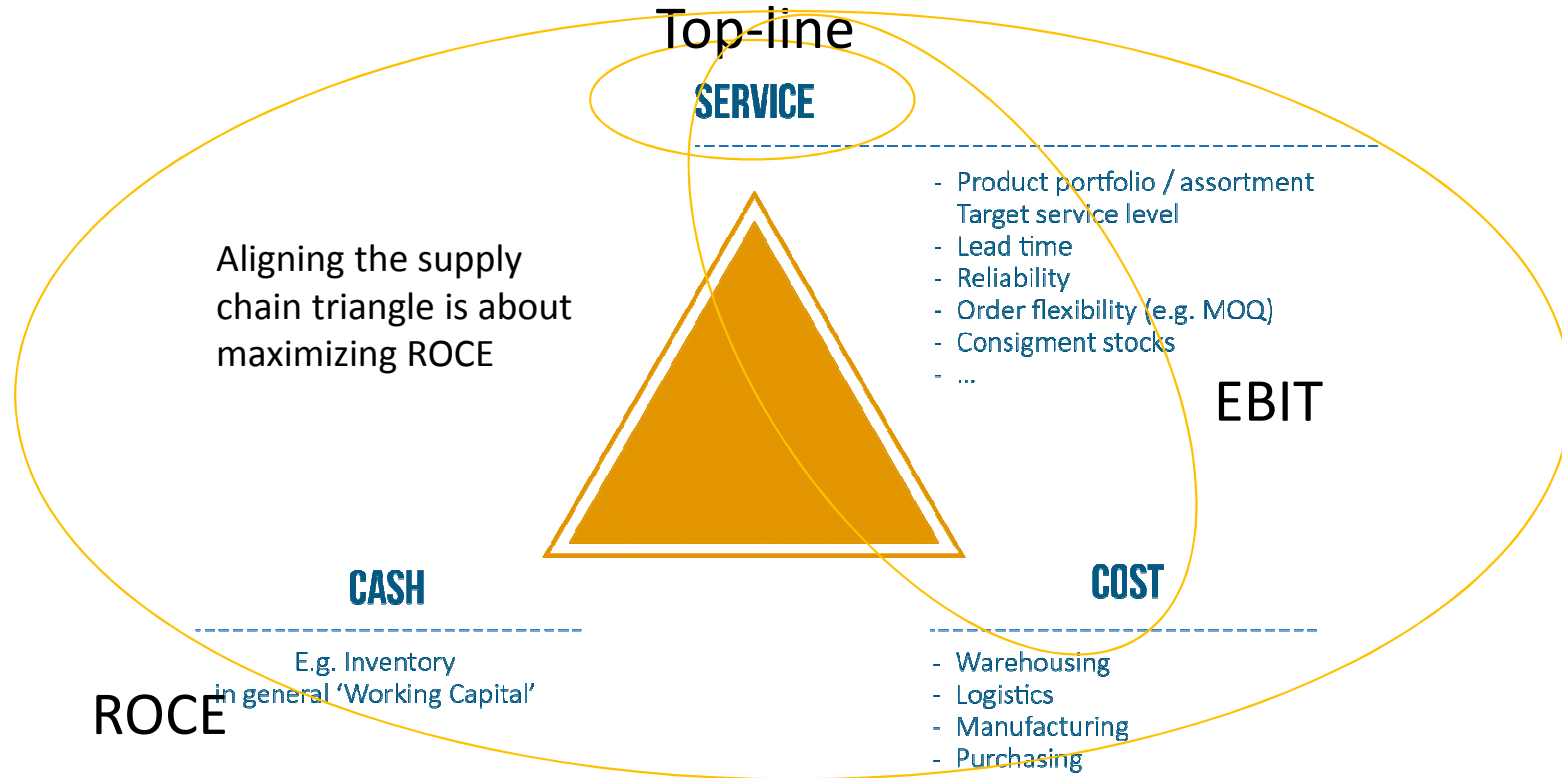 Top-line
SERVICE
- Product portfolio / assortment
Target service level
- Lead time
- Reliability
- Order flexibility (e.g. MOQ)
- Consigment stocks
- ...
Aligning the supply
chain triangle is about
maximizing ROCE
EBIT
CASH
E.g. Inventory
in general ‘Working Capital’
ROCE
COST
- Warehousing
- Logistics
- Manufacturing
- Purchasing